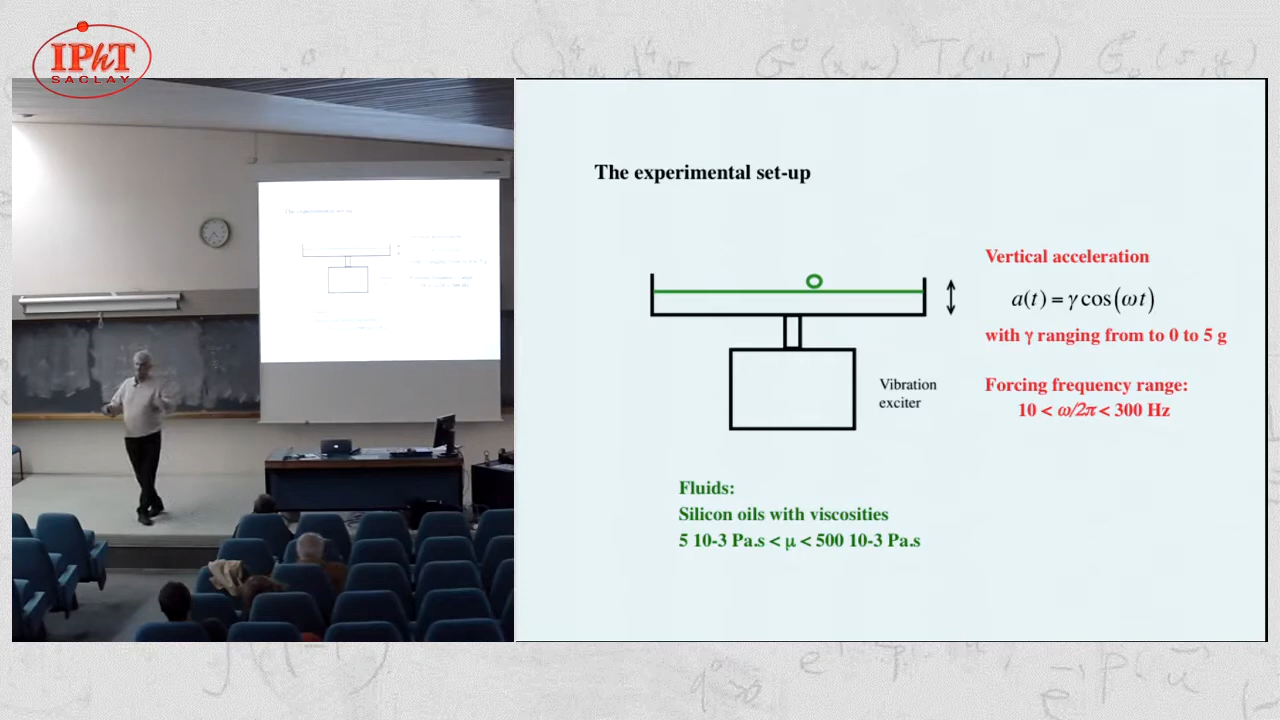 IPhT
SACLAY
The experimental set-up
Vertical acceleration
a(t) = γ cos(ωt)
with γ ranging from to 0 to 5 g
Forcing frequency range:
10 < ω/2π < 300 Hz
Vibration
exciter
Fluids:
Silicon oils with viscosities
5 10-3 Pa.s < μ < 500 10-3 Pa.s